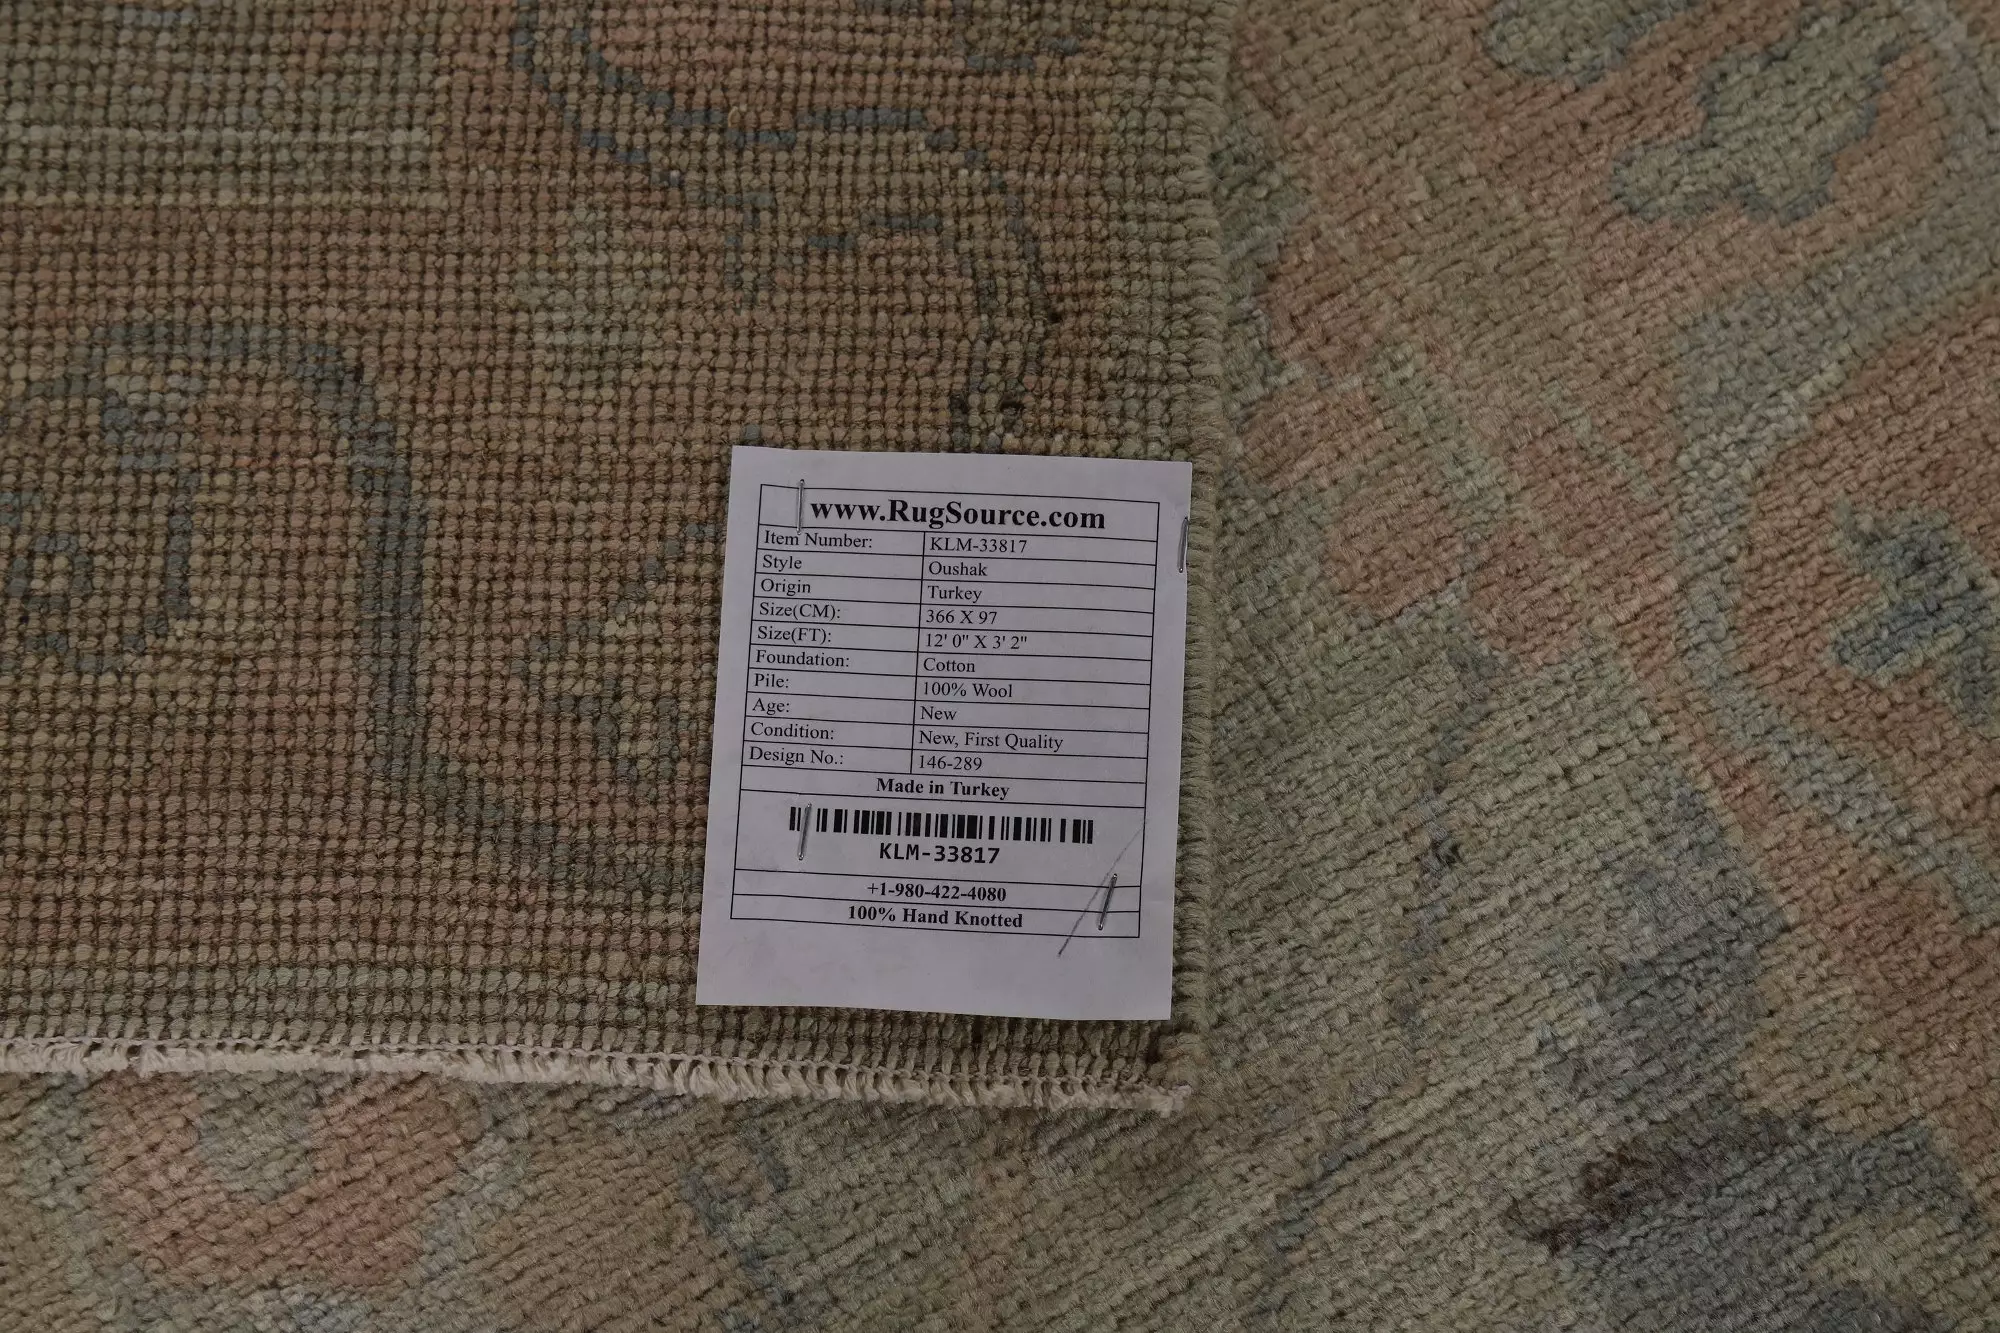 www.RugSource.com
Item Number: KLM-33817
Style Oushak
Origin Turkey
Size(CM): 366 X 97
Size(FT): 12' 0" X 3' 2"
Foundation: Cotton
Pile: 100% Wool
Age: New
Condition: New, First Quality
Design No.: 146-289
Made in Turkey
KLM-33817
+1-980-422-4080
100% Hand Knotted